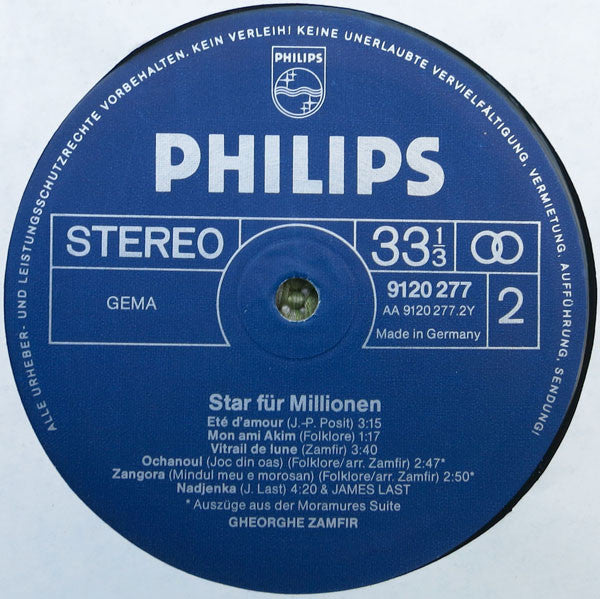 ALLE URHEBER- UND LEISTUNGSSCHUTZRECHTE VORBEHALTEN. KEIN VERLEIH! KEINE UNERLAUBTE VERVIELFÄLTIGUNG, VERMIETUNG, AUFFÜHRUNG, SENDUNG!
PHILIPS
PHILIPS
STEREO
33 1/3
GEMA
9120 277
AA 9120 277.2Y
Made in Germany
2
Star für Millionen
Eté d'amour (J.-P. Posit) 3:15
Mon ami Akim (Folklore) 1:17
Vitrail de lune (Zamfir) 3:40
Ochanoul (Joc din oas) (Folklore/arr. Zamfir) 2:47*
Zangora (Mindul meu e morosan) (Folklore/arr. Zamfir) 2:50*
Nadjenka (J. Last) 4:20 & JAMES LAST
* Auszüge aus der Moramures Suite
GHEORGHE ZAMFIR